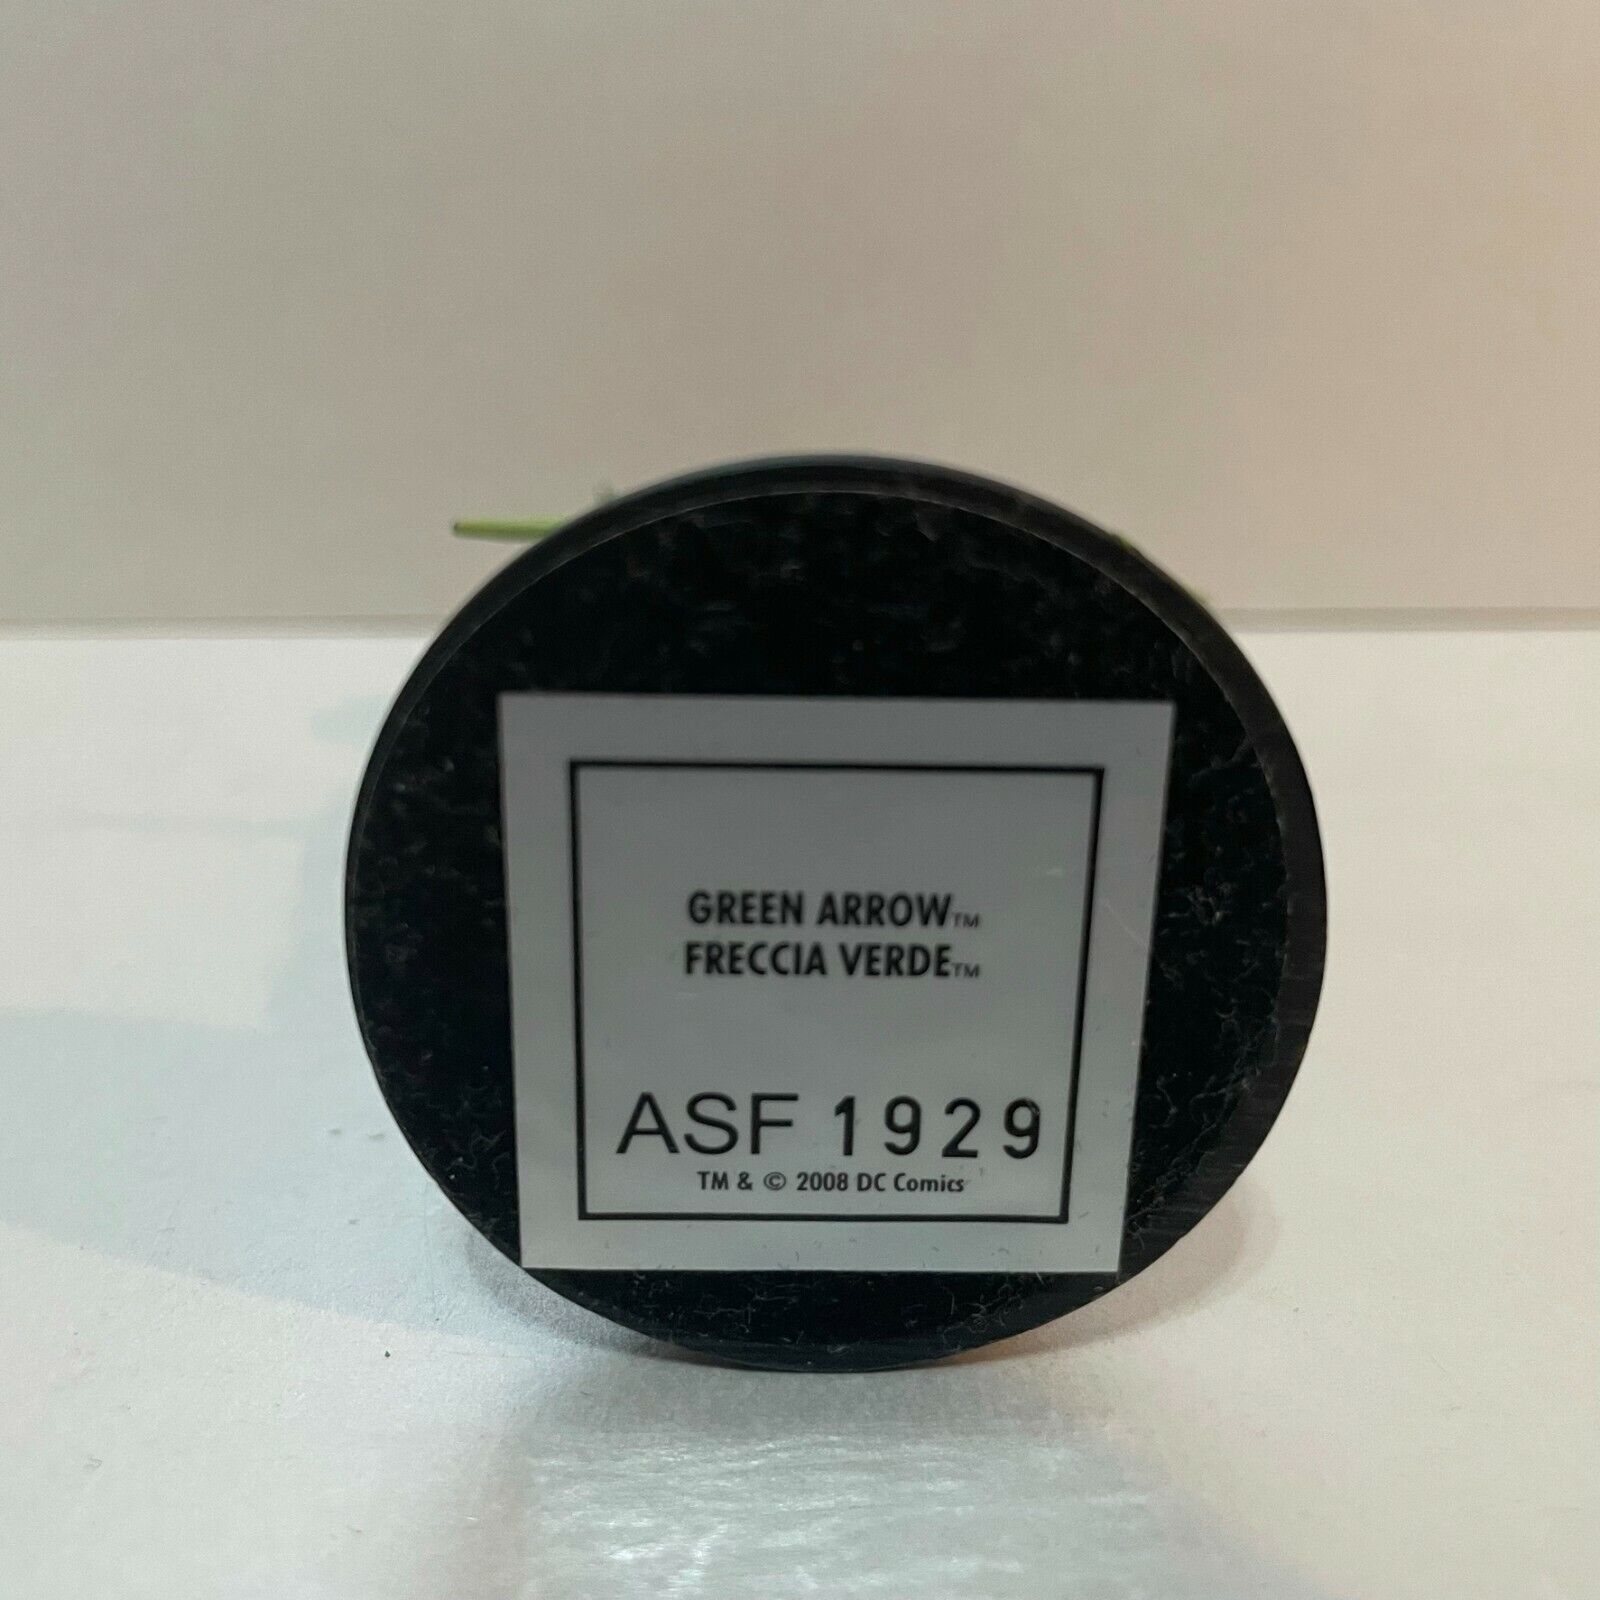 GREEN ARROW™
FRECCIA VERDE™
ASF 1929
TM & © 2008 DC Comics